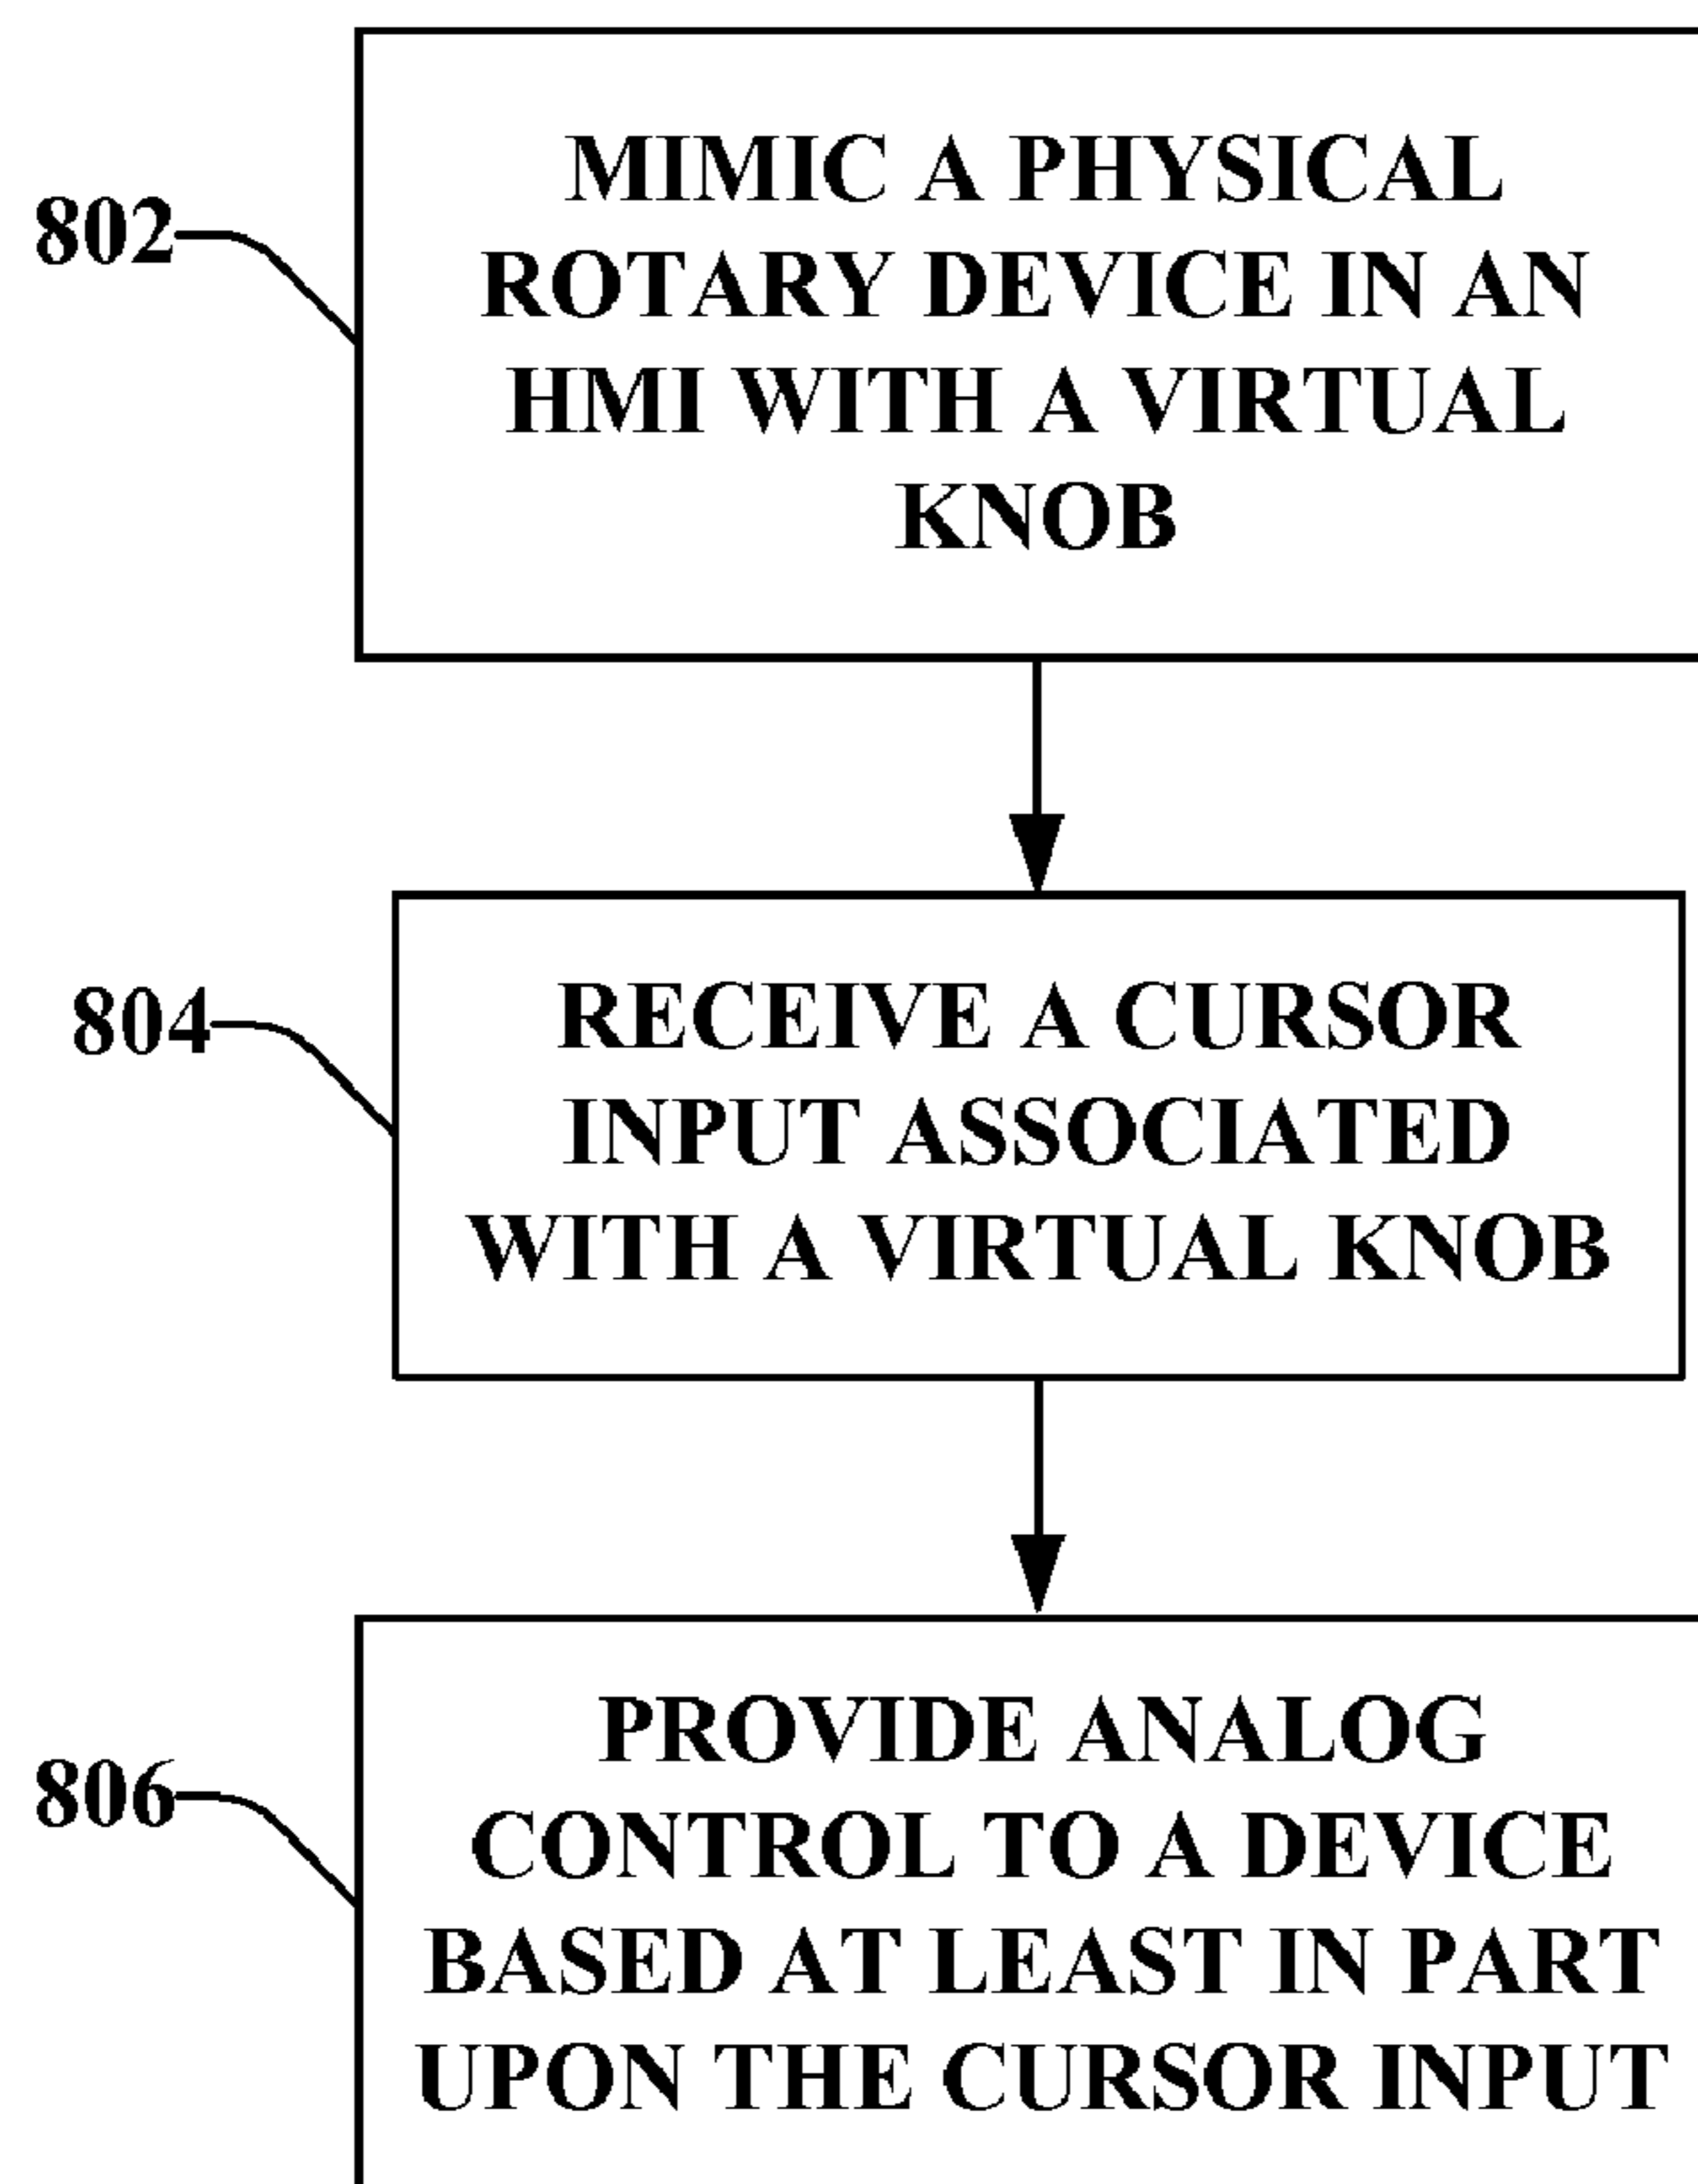 802
MIMIC A PHYSICAL
ROTARY DEVICE IN AN
HMI WITH A VIRTUAL
KNOB
804
RECEIVE A CURSOR
INPUT ASSOCIATED
WITH A VIRTUAL KNOB
806
PROVIDE ANALOG
CONTROL TO A DEVICE
BASED AT LEAST IN PART
UPON THE CURSOR INPUT